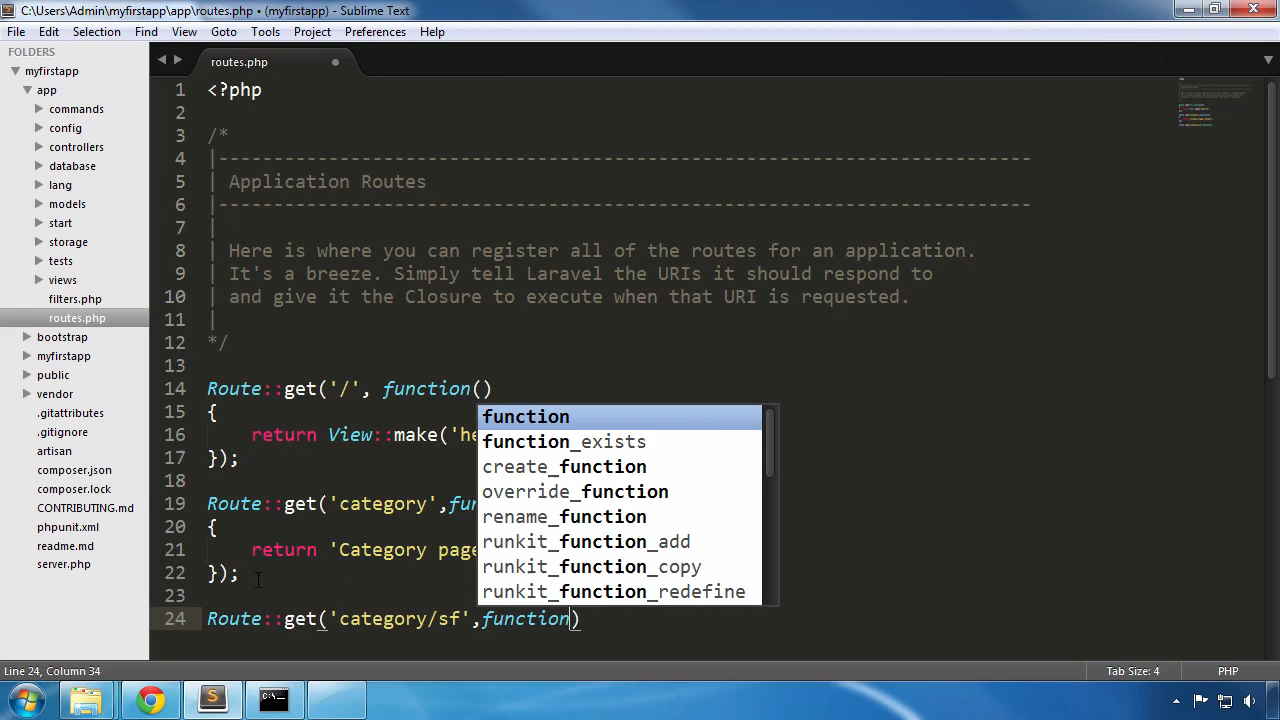 C:\Users\Admin\myfirstapp\app\routes.php • (myfirstapp) - Sublime Text
File Edit Selection Find View Goto Tools Project Preferences Help
FOLDERS
myfirstapp
app
commands
config
controllers
database
lang
models
start
storage
tests
views
filters.php
routes.php
bootstrap
myfirstapp
public
vendor
.gitattributes
.gitignore
artisan
composer.json
composer.lock
CONTRIBUTING.md
phpunit.xml
readme.md
server.php
routes.php
1 <?php
2
3 /*
4 |--------------------------------------------------------------------------
5 | Application Routes
6 |--------------------------------------------------------------------------
7 |
8 | Here is where you can register all of the routes for an application.
9 | It's a breeze. Simply tell Laravel the URIs it should respond to
10 | and give it the Closure to execute when that URI is requested.
11 |
12 */
13
14 Route::get('/', function()
15 {
16 return View::make('he
17 });
18
19 Route::get('category',fun
20 {
21 return 'Category page
22 });
23
24 Route::get('category/sf',function)
function
function_exists
create_function
override_function
rename_function
runkit_function_add
runkit_function_copy
runkit_function_redefine
Line 24, Column 34
Tab Size: 4
PHP